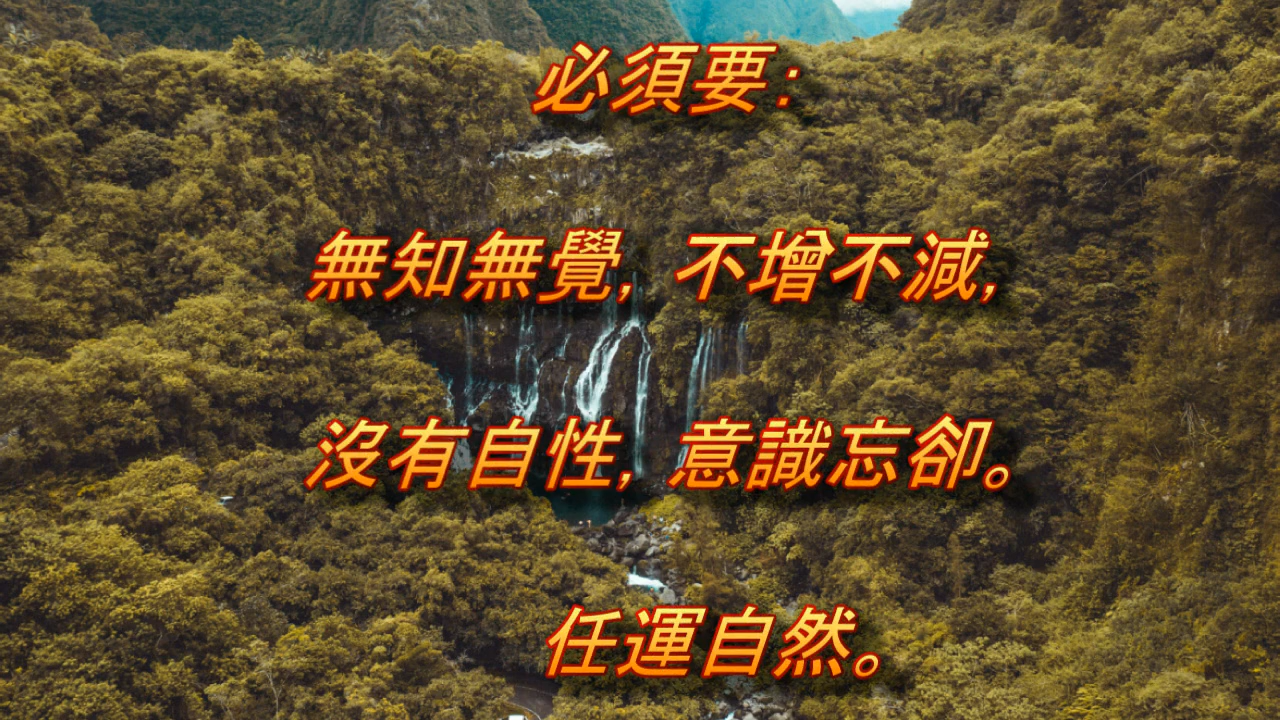 必須要:
無知無覺, 不增不減,
沒有自性, 意識忘卻。
任運自然。